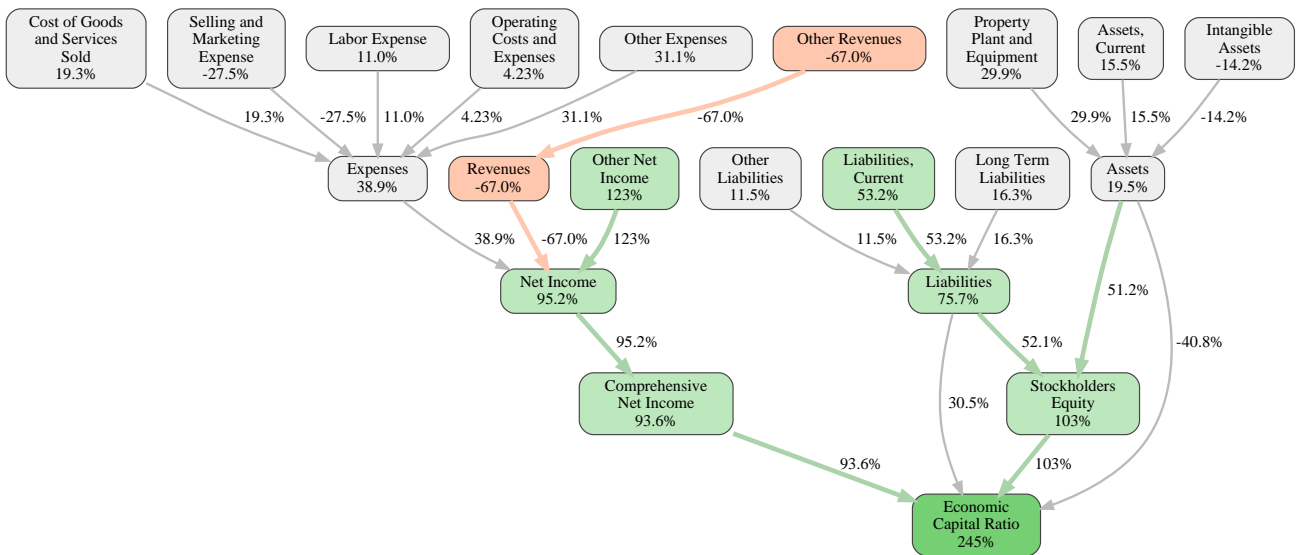 Cost of Goods
and Services
Sold
19.3%
Selling and
Marketing
Expense
-27.5%
Labor Expense
11.0%
Operating
Costs and
Expenses
4.23%
Other Expenses
31.1%
Other Revenues
-67.0%
Property
Plant and
Equipment
29.9%
Assets,
Current
15.5%
Intangible
Assets
-14.2%
19.3%
-27.5%
11.0%
4.23%
31.1%
-67.0%
29.9%
15.5%
-14.2%
Expenses
38.9%
Revenues
-67.0%
Other Net
Income
123%
Other
Liabilities
11.5%
Liabilities,
Current
53.2%
Long Term
Liabilities
16.3%
Assets
19.5%
38.9%
-67.0%
123%
11.5%
53.2%
16.3%
Net Income
95.2%
Liabilities
75.7%
51.2%
95.2%
52.1%
-40.8%
Comprehensive
Net Income
93.6%
30.5%
Stockholders
Equity
103%
93.6%
103%
Economic
Capital Ratio
245%